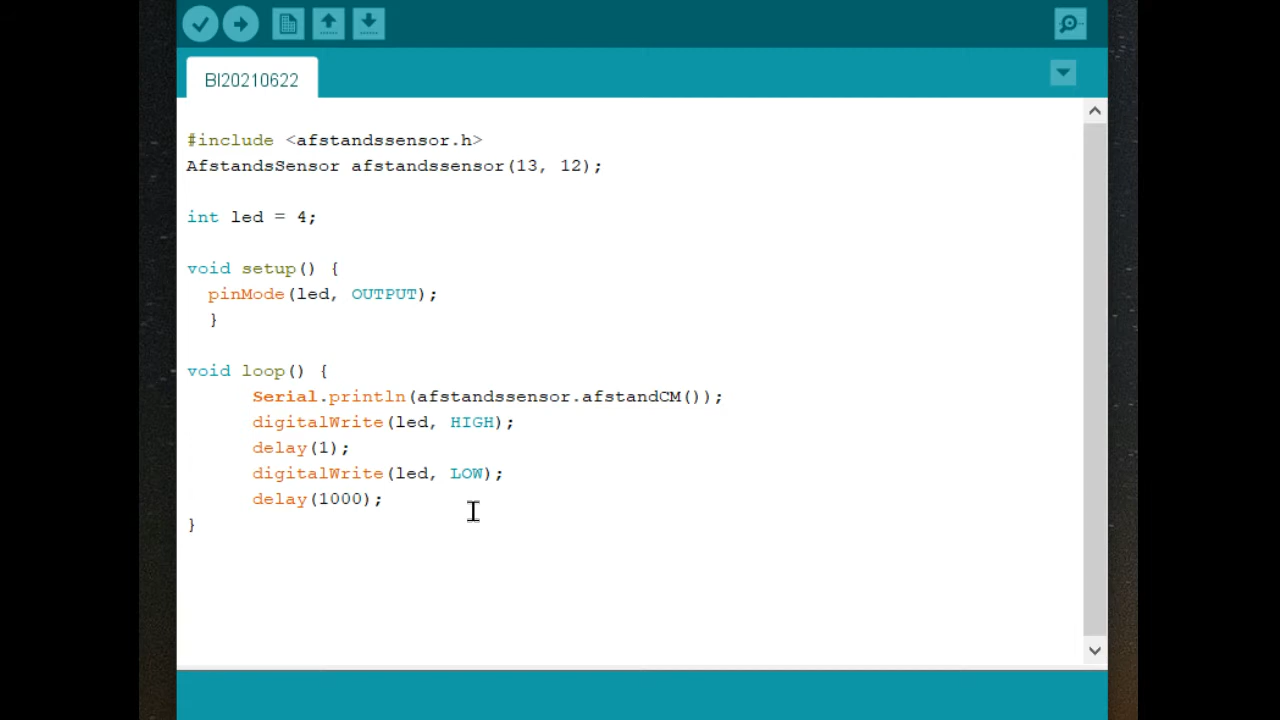 BI20210622
#include <afstandssensor.h>
AfstandsSensor afstandssensor(13, 12);
int led = 4;
void setup() {
pinMode(led, OUTPUT);
}
void loop() {
Serial.println(afstandssensor.afstandCM());
digitalWrite(led, HIGH);
delay(1);
digitalWrite(led, LOW);
delay(1000);
}